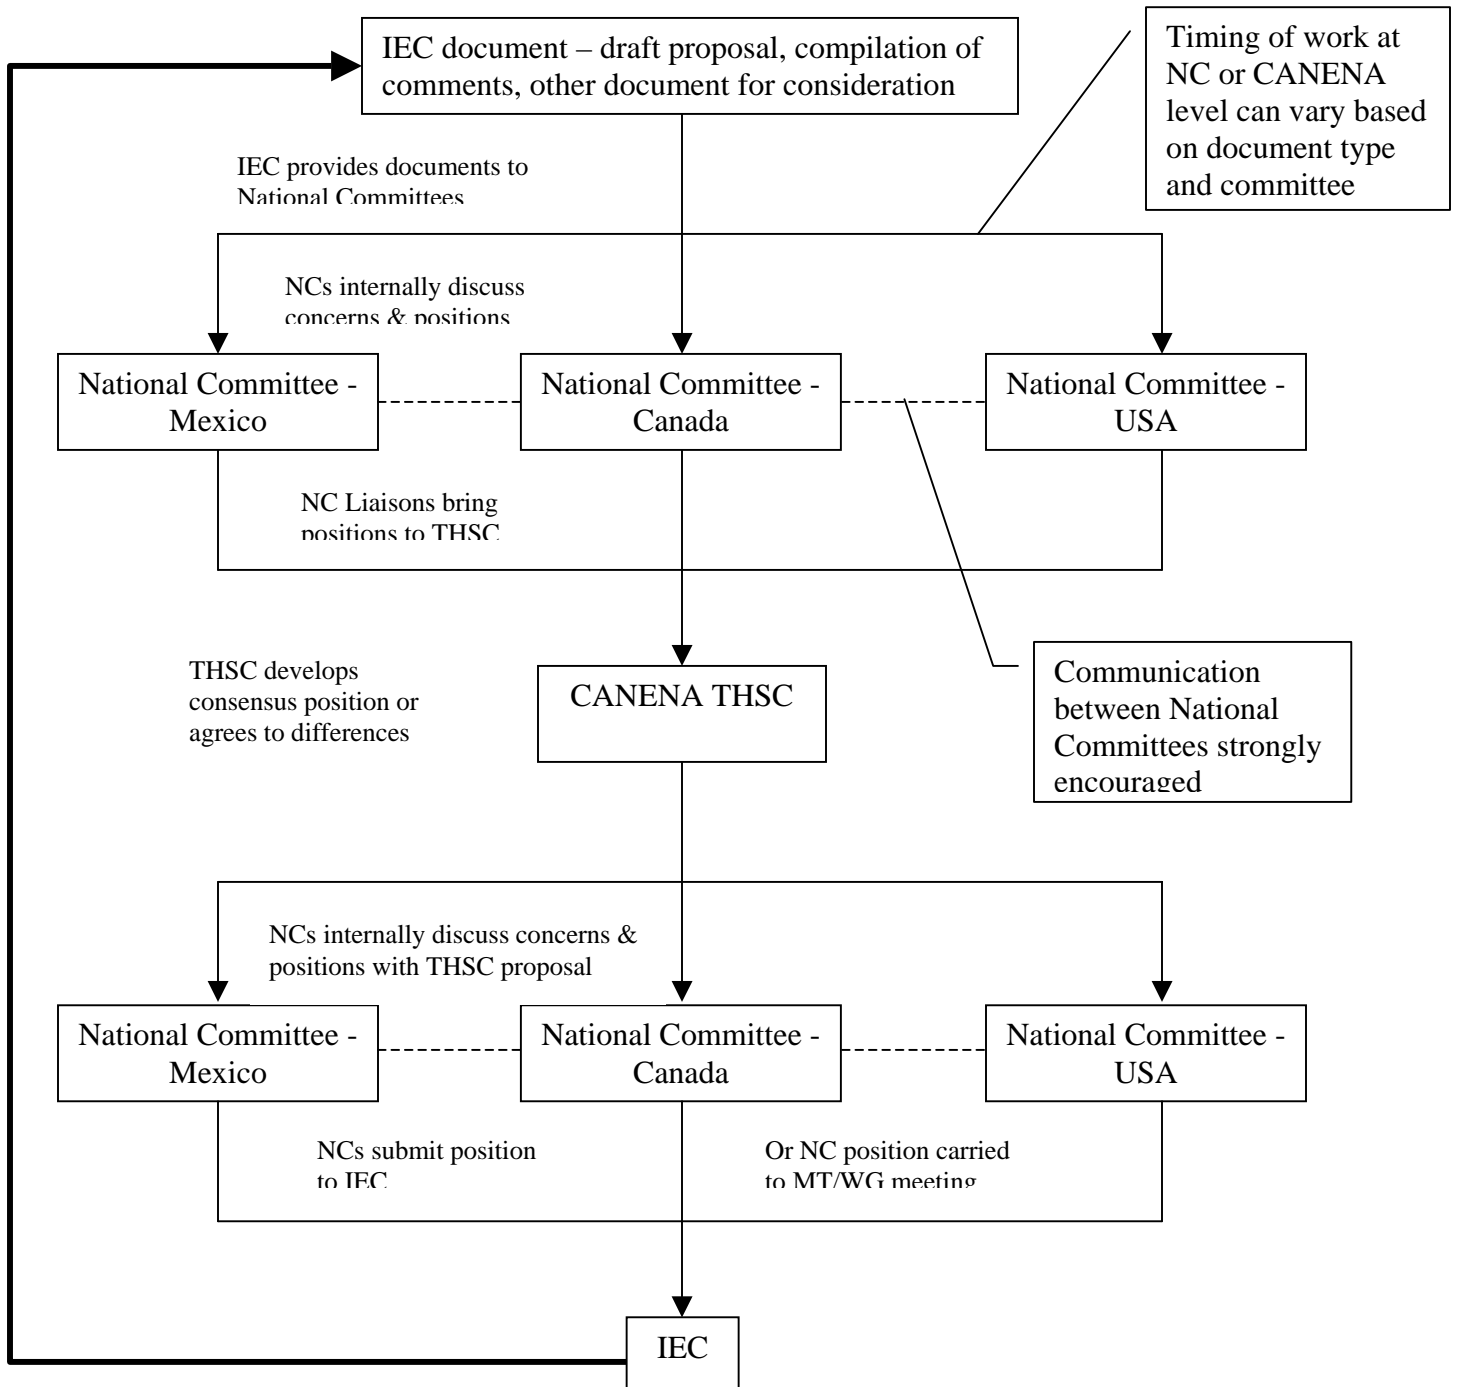 IEC document – draft proposal, compilation of
comments, other document for consideration
Timing of work at
NC or CANENA
level can vary based
on document type
and committee
IEC provides documents to
National Committees
NCs internally discuss
concerns & positions
National Committee -
Mexico
National Committee -
Canada
National Committee -
USA
NC Liaisons bring
positions to THSC
THSC develops
consensus position or
agrees to differences
CANENA THSC
Communication
between National
Committees strongly
encouraged
NCs internally discuss concerns &
positions with THSC proposal
National Committee -
Mexico
National Committee -
Canada
National Committee -
USA
NCs submit position
to IEC
Or NC position carried
to MT/WG meeting
IEC